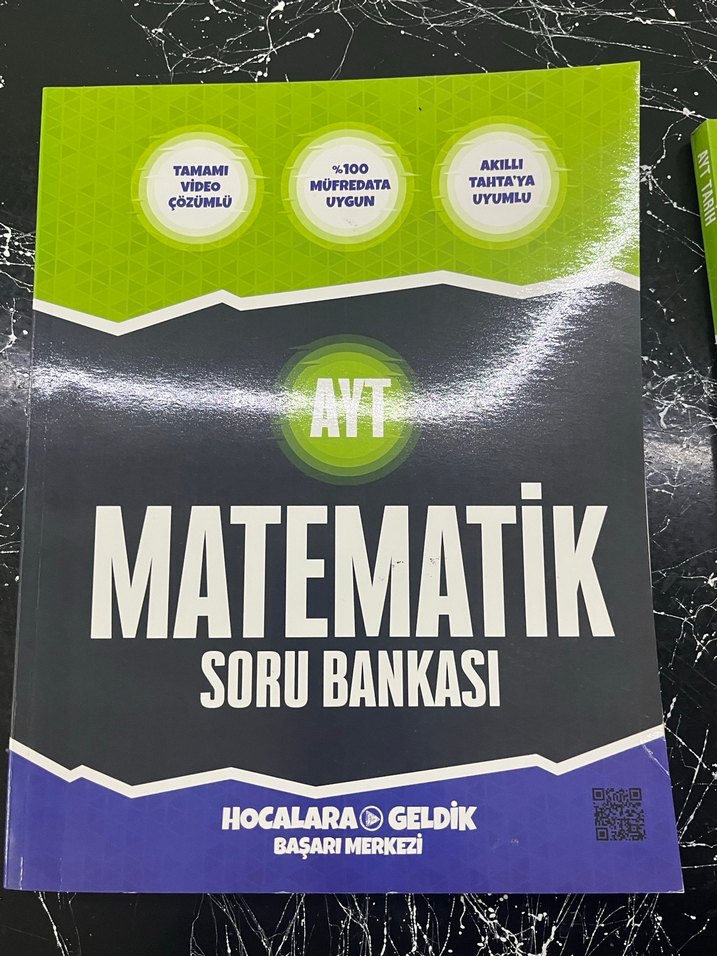 TAMAMI
VİDEO
ÇÖZÜMLÜ
%100
MÜFREDATA
UYGUN
AKILLI
TAHTA'YA
UYUMLU
AYT
MATEMATİK
SORU BANKASI
HOCALARA GELDİK
BAŞARI MERKEZİ
AYT TARİH